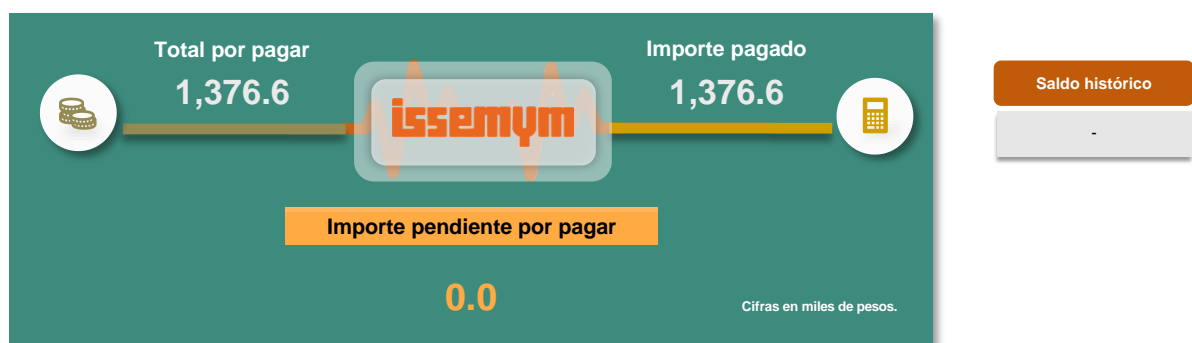 Total por pagar
1,376.6
issemym
Importe pagado
1,376.6
Importe pendiente por pagar
0.0
Cifras en miles de pesos.
Saldo histórico
-